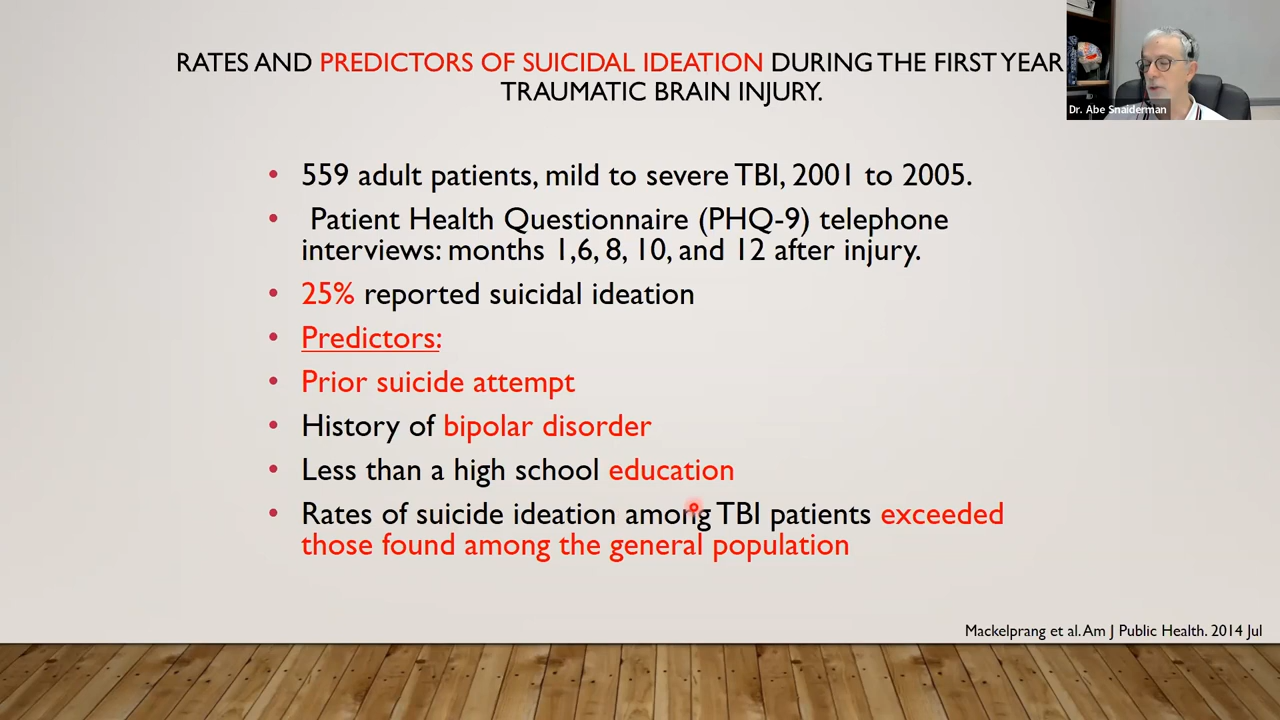 RATES AND PREDICTORS OF SUICIDAL IDEATION DURING THE FIRST YEAR
TRAUMATIC BRAIN INJURY.
Dr. Abe Snaiderman
• 559 adult patients, mild to severe TBI, 2001 to 2005.
• Patient Health Questionnaire (PHQ-9) telephone
interviews: months 1,6, 8, 10, and 12 after injury.
• 25% reported suicidal ideation
• Predictors:
• Prior suicide attempt
• History of bipolar disorder
• Less than a high school education
• Rates of suicide ideation among TBI patients exceeded
those found among the general population
Mackelprang et al. Am J Public Health. 2014 Jul